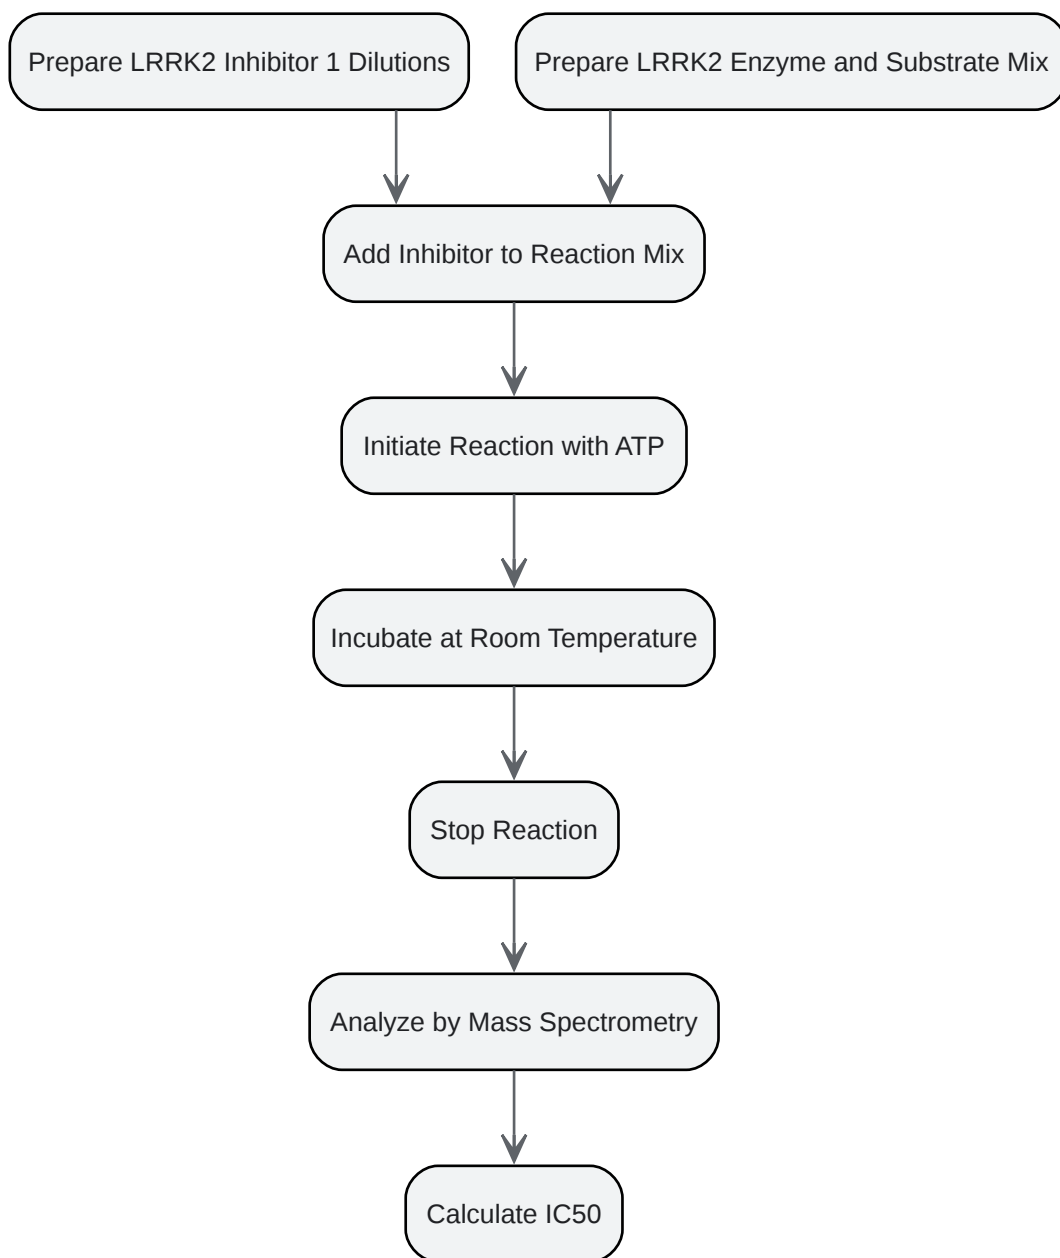 Prepare LRRK2 Inhibitor 1 Dilutions
Prepare LRRK2 Enzyme and Substrate Mix
Add Inhibitor to Reaction Mix
Initiate Reaction with ATP
Incubate at Room Temperature
Stop Reaction
Analyze by Mass Spectrometry
Calculate IC50